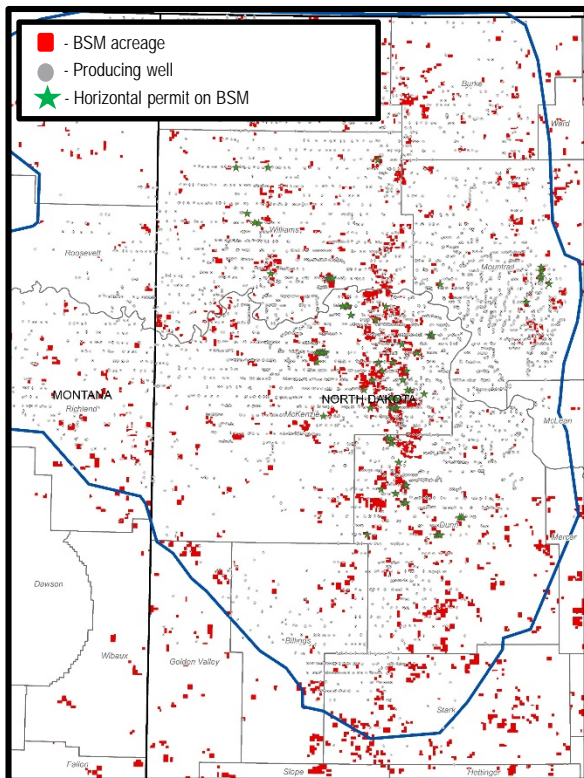 - BSM acreage
- Producing well
- Horizontal permit on BSM
Burke
Ward
Williams
Roosevelt
Mountrail
MONTANA
Richland
NORTH DAKOTA
McKenzie
McLean
Dunn
Mercer
Dawson
Billings
Wibaux
Golden Valley
Stark
Fallon
Slope
Hettinger